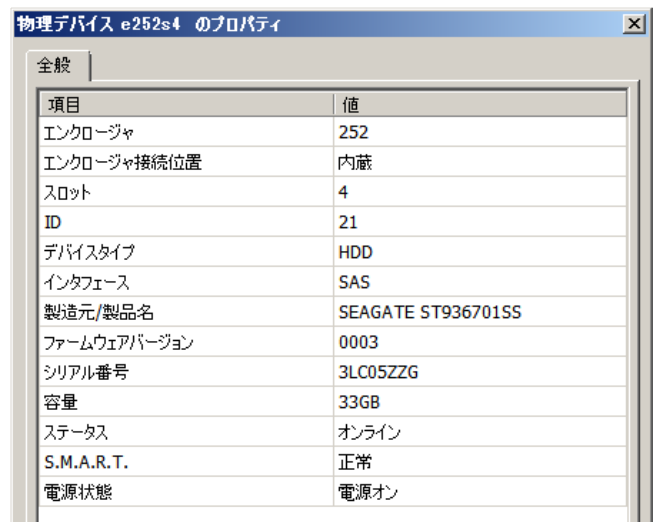 物理デバイス e252s4 のプロパティ
全般
項目 値
エンクロージャ 252
エンクロージャ接続位置 内蔵
スロット 4
ID 21
デバイスタイプ HDD
インタフェース SAS
製造元/製品名 SEAGATE ST936701SS
ファームウェアバージョン 0003
シリアル番号 3LC05ZZG
容量 33GB
ステータス オンライン
S.M.A.R.T. 正常
電源状態 電源オン